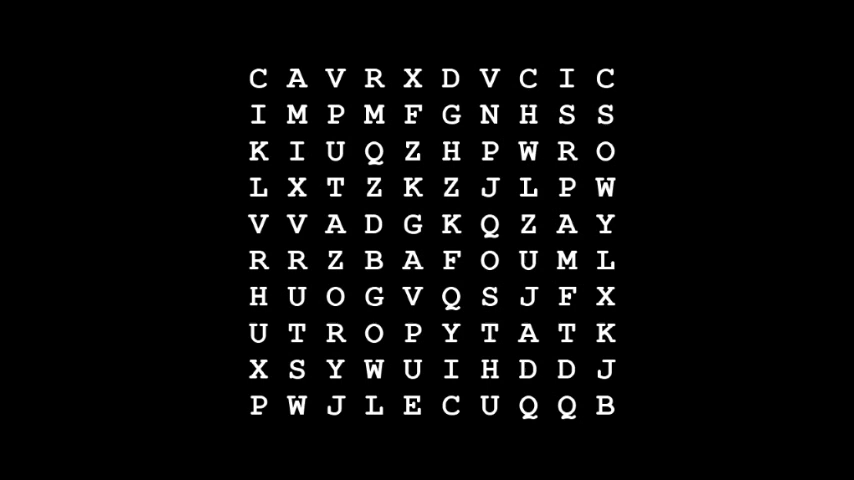 C A V R X D V C I C
I M P M F G N H S S
K I U Q Z H P W R O
L X T Z K Z J L P W
V V A D G K Q Z A Y
R R Z B A F O U M L
H U O G V Q S J F X
U T R O P Y T A T K
X S Y W U I H D D J
P W J L E C U Q Q B